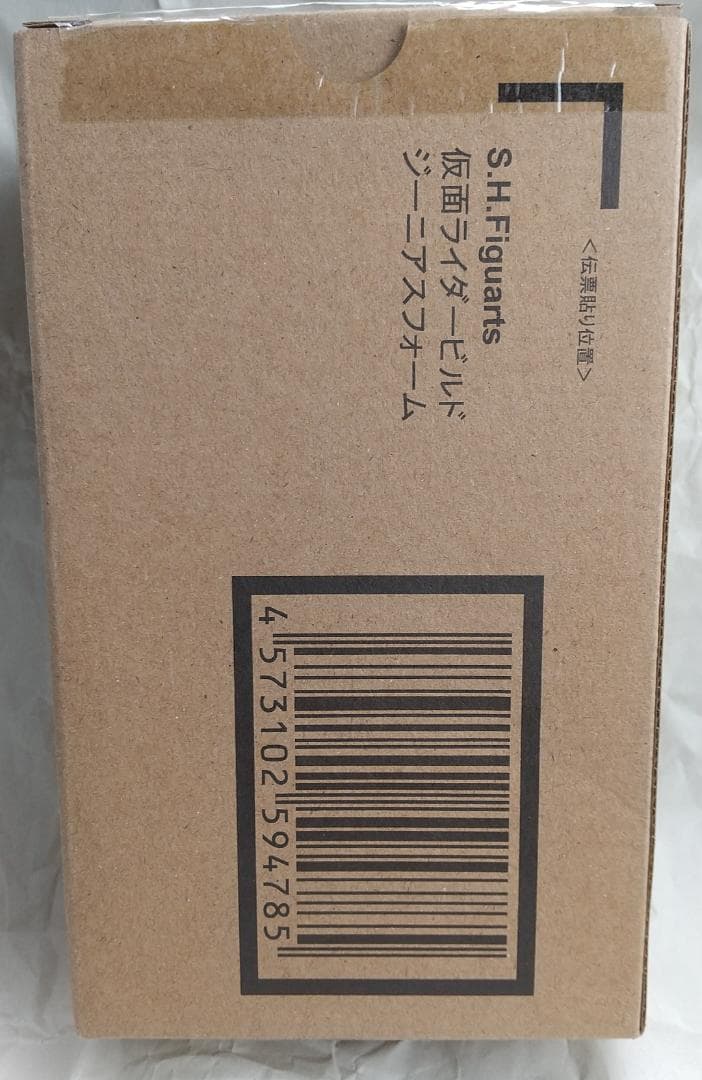 <伝票貼り位置>
S.H.Figuarts
仮面ライダービルド
ジーニアスフォーム
4 573102 594785